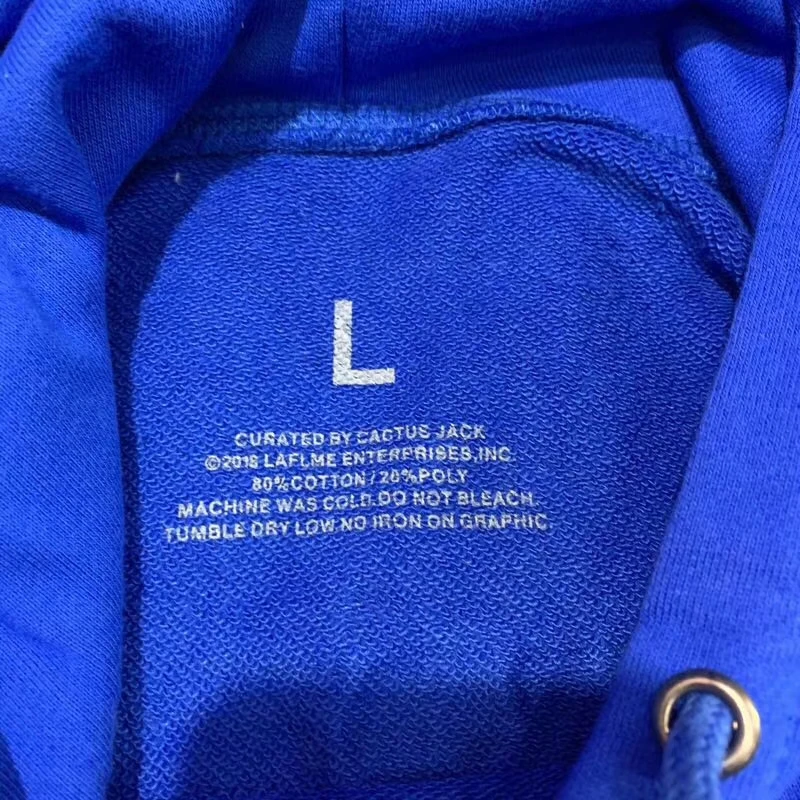 L
CURATED BY CACTUS JACK
©2018 LAFLME ENTERPRISES,INC
80%COTTON/20%POLY
MACHINE WAS COLD.DO NOT BLEACH.
TUMBLE DRY LOW NO IRON ON GRAPHIC.